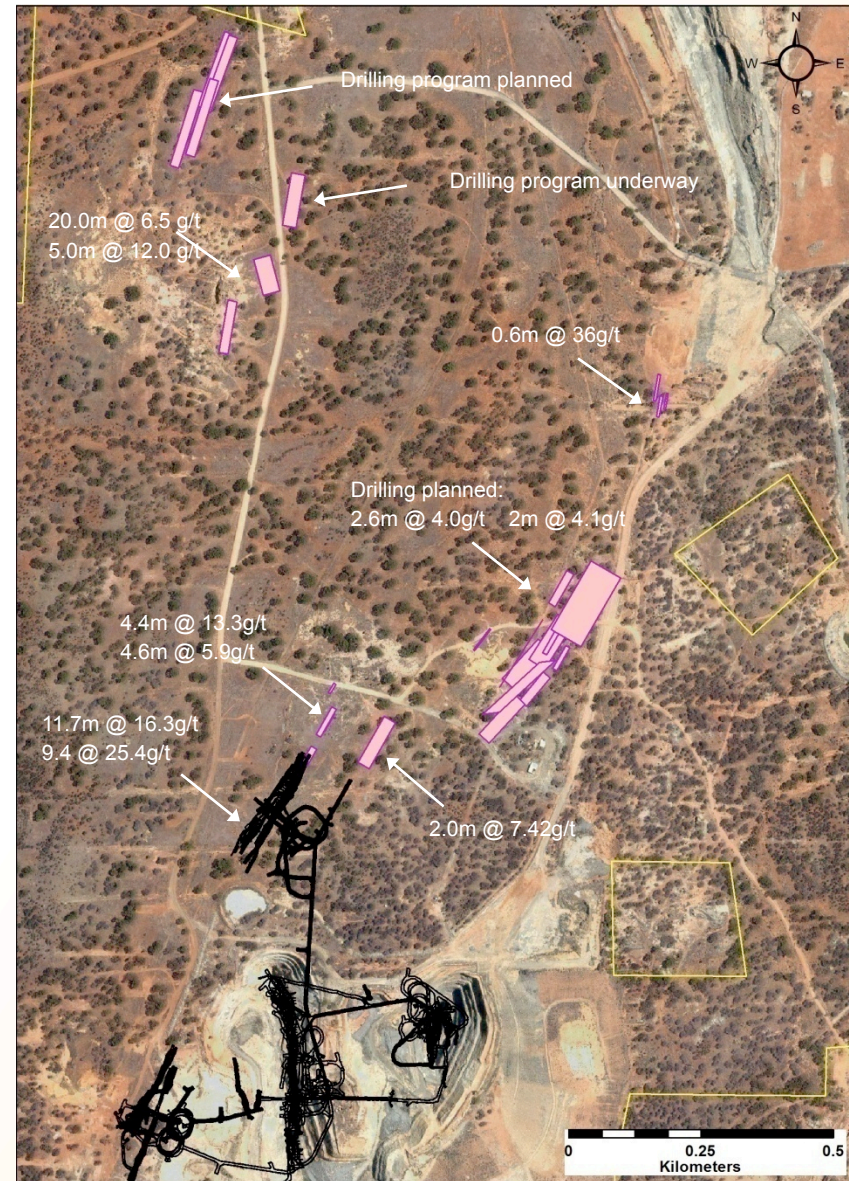 N
W E
S
Drilling program planned
Drilling program underway
20.0m @ 6.5 g/t
5.0m @ 12.0 g/t
0.6m @ 36g/t
Drilling planned:
2.6m @ 4.0g/t 2m @ 4.1g/t
4.4m @ 13.3g/t
4.6m @ 5.9g/t
11.7m @ 16.3g/t
9.4 @ 25.4g/t
2.0m @ 7.42g/t
0 0.25 0.5
Kilometers